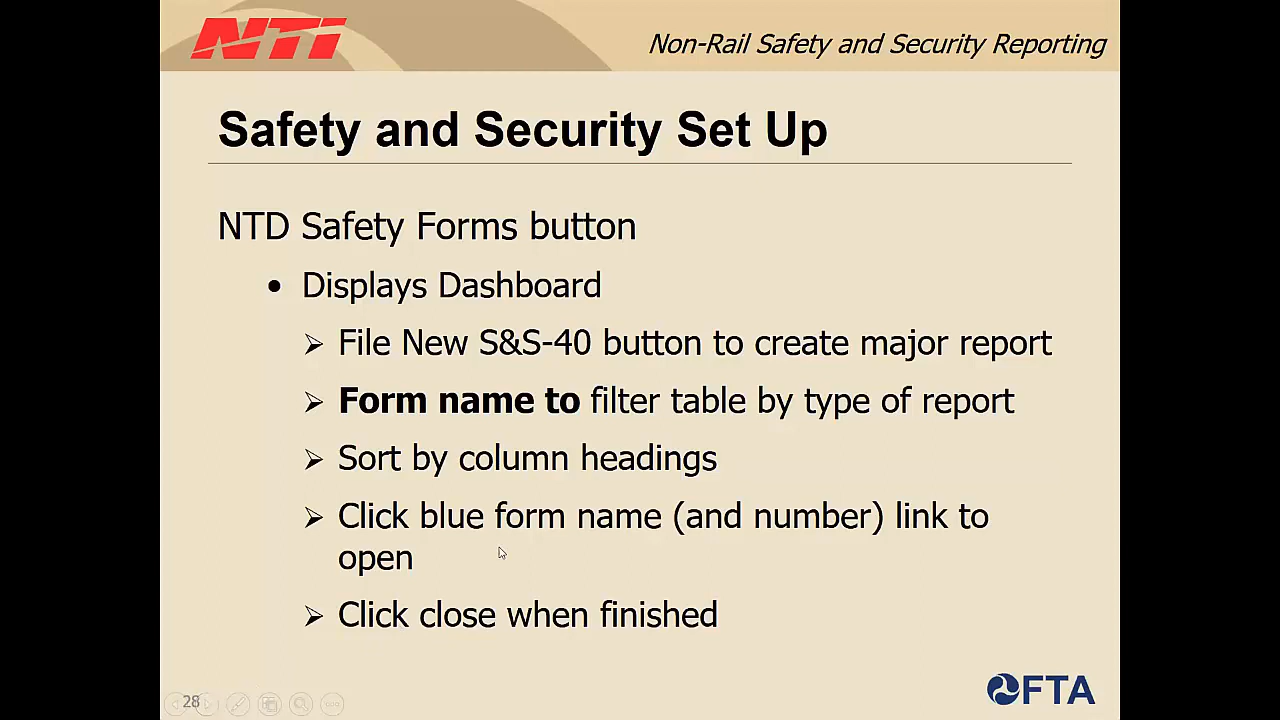 NTI
Non-Rail Safety and Security Reporting
Safety and Security Set Up
NTD Safety Forms button
• Displays Dashboard
➢ File New S&S-40 button to create major report
➢ Form name to filter table by type of report
➢ Sort by column headings
➢ Click blue form name (and number) link to
open
➢ Click close when finished
28
FTA